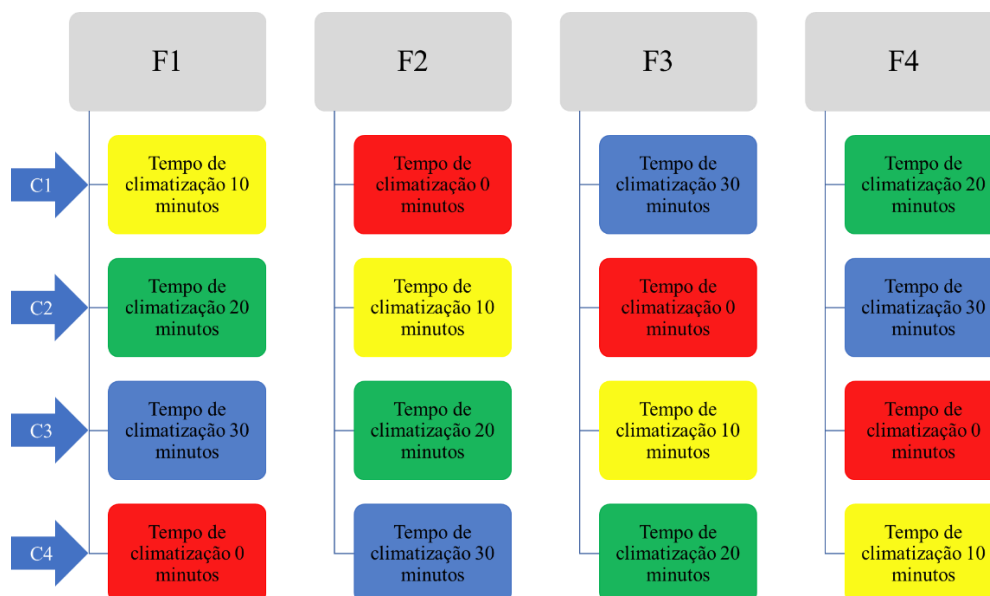 F1
F2
F3
F4
C1
Tempo de
climatização 10
minutos
Tempo de
climatização 0
minutos
Tempo de
climatização 30
minutos
Tempo de
climatização 20
minutos
C2
Tempo de
climatização 20
minutos
Tempo de
climatização 10
minutos
Tempo de
climatização 0
minutos
Tempo de
climatização 30
minutos
C3
Tempo de
climatização 30
minutos
Tempo de
climatização 20
minutos
Tempo de
climatização 10
minutos
Tempo de
climatização 0
minutos
C4
Tempo de
climatização 0
minutos
Tempo de
climatização 30
minutos
Tempo de
climatização 20
minutos
Tempo de
climatização 10
minutos